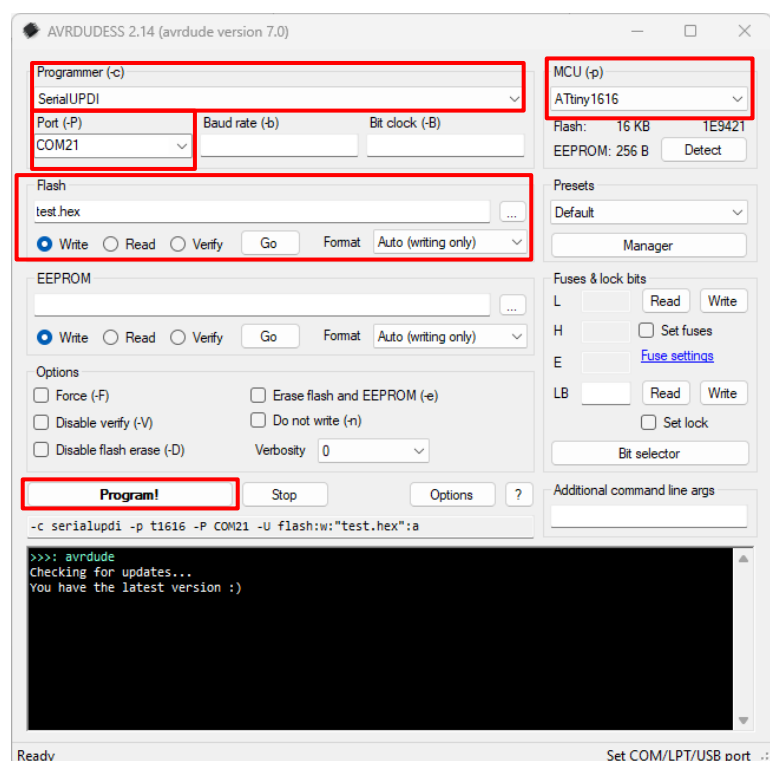 AVRDUDESS 2.14 (avrdude version 7.0)
Programmer (-c)
SerialUPDI
Port (-P) Baud rate (-b) Bit clock (-B)
COM21
MCU (-p)
ATtiny1616
Flash: 16 KB 1E9421
EEPROM: 256 B Detect
Flash
test.hex ...
Write Read Verify Go Format Auto (writing only)
Presets
Default
Manager
EEPROM
...
Write Read Verify Go Format Auto (writing only)
Fuses & lock bits
L Read Write
H Set fuses
E Fuse settings
LB Read Write
Set lock
Bit selector
Options
Force (-F) Erase flash and EEPROM (-e)
Disable verify (-V) Do not write (-n)
Disable flash erase (-D) Verbosity 0
Program! Stop Options ?
Additional command line args
-c serialupdi -p t1616 -P COM21 -U flash:w:"test.hex":a
>>>: avrdude
Checking for updates...
You have the latest version :)
Ready Set COM/LPT/USB port